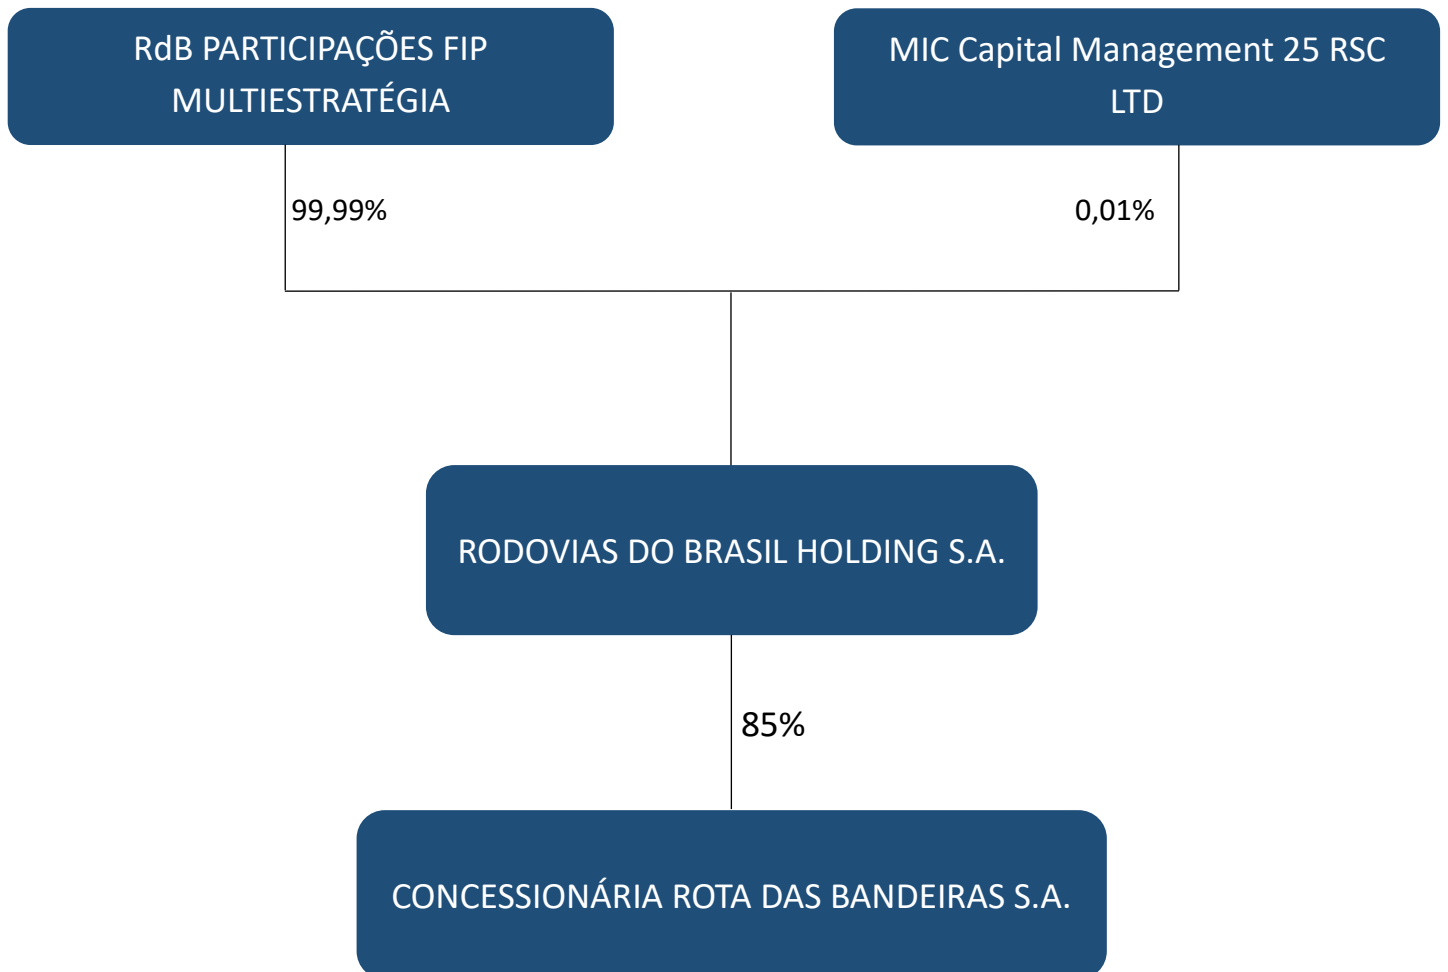 RdB PARTICIPAÇÕES FIP
MULTIESTRATÉGIA
MIC Capital Management 25 RSC
LTD
99,99%
0,01%
RODOVIAS DO BRASIL HOLDING S.A.
85%
CONCESSIONÁRIA ROTA DAS BANDEIRAS S.A.